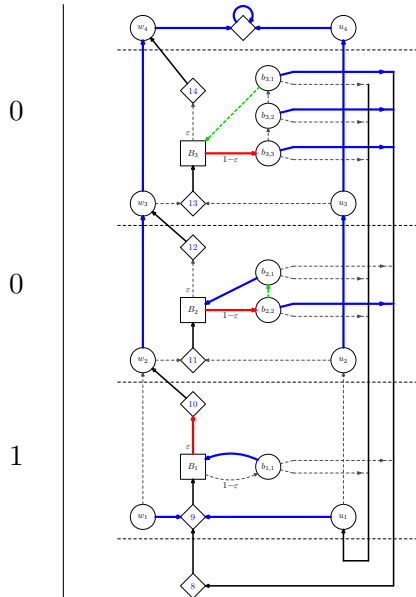 w₄ u₄
b₃,₁
14
0
b₃,₂
ε
B₃ b₃,₃
1−ε
w₃ 13 u₃
12
b₂,₁
0
ε
B₂ b₂,₂
1−ε
w₂ 11 u₂
10
ε
1
B₁ b₁,₁
1−ε
w₁ 9 u₁
8